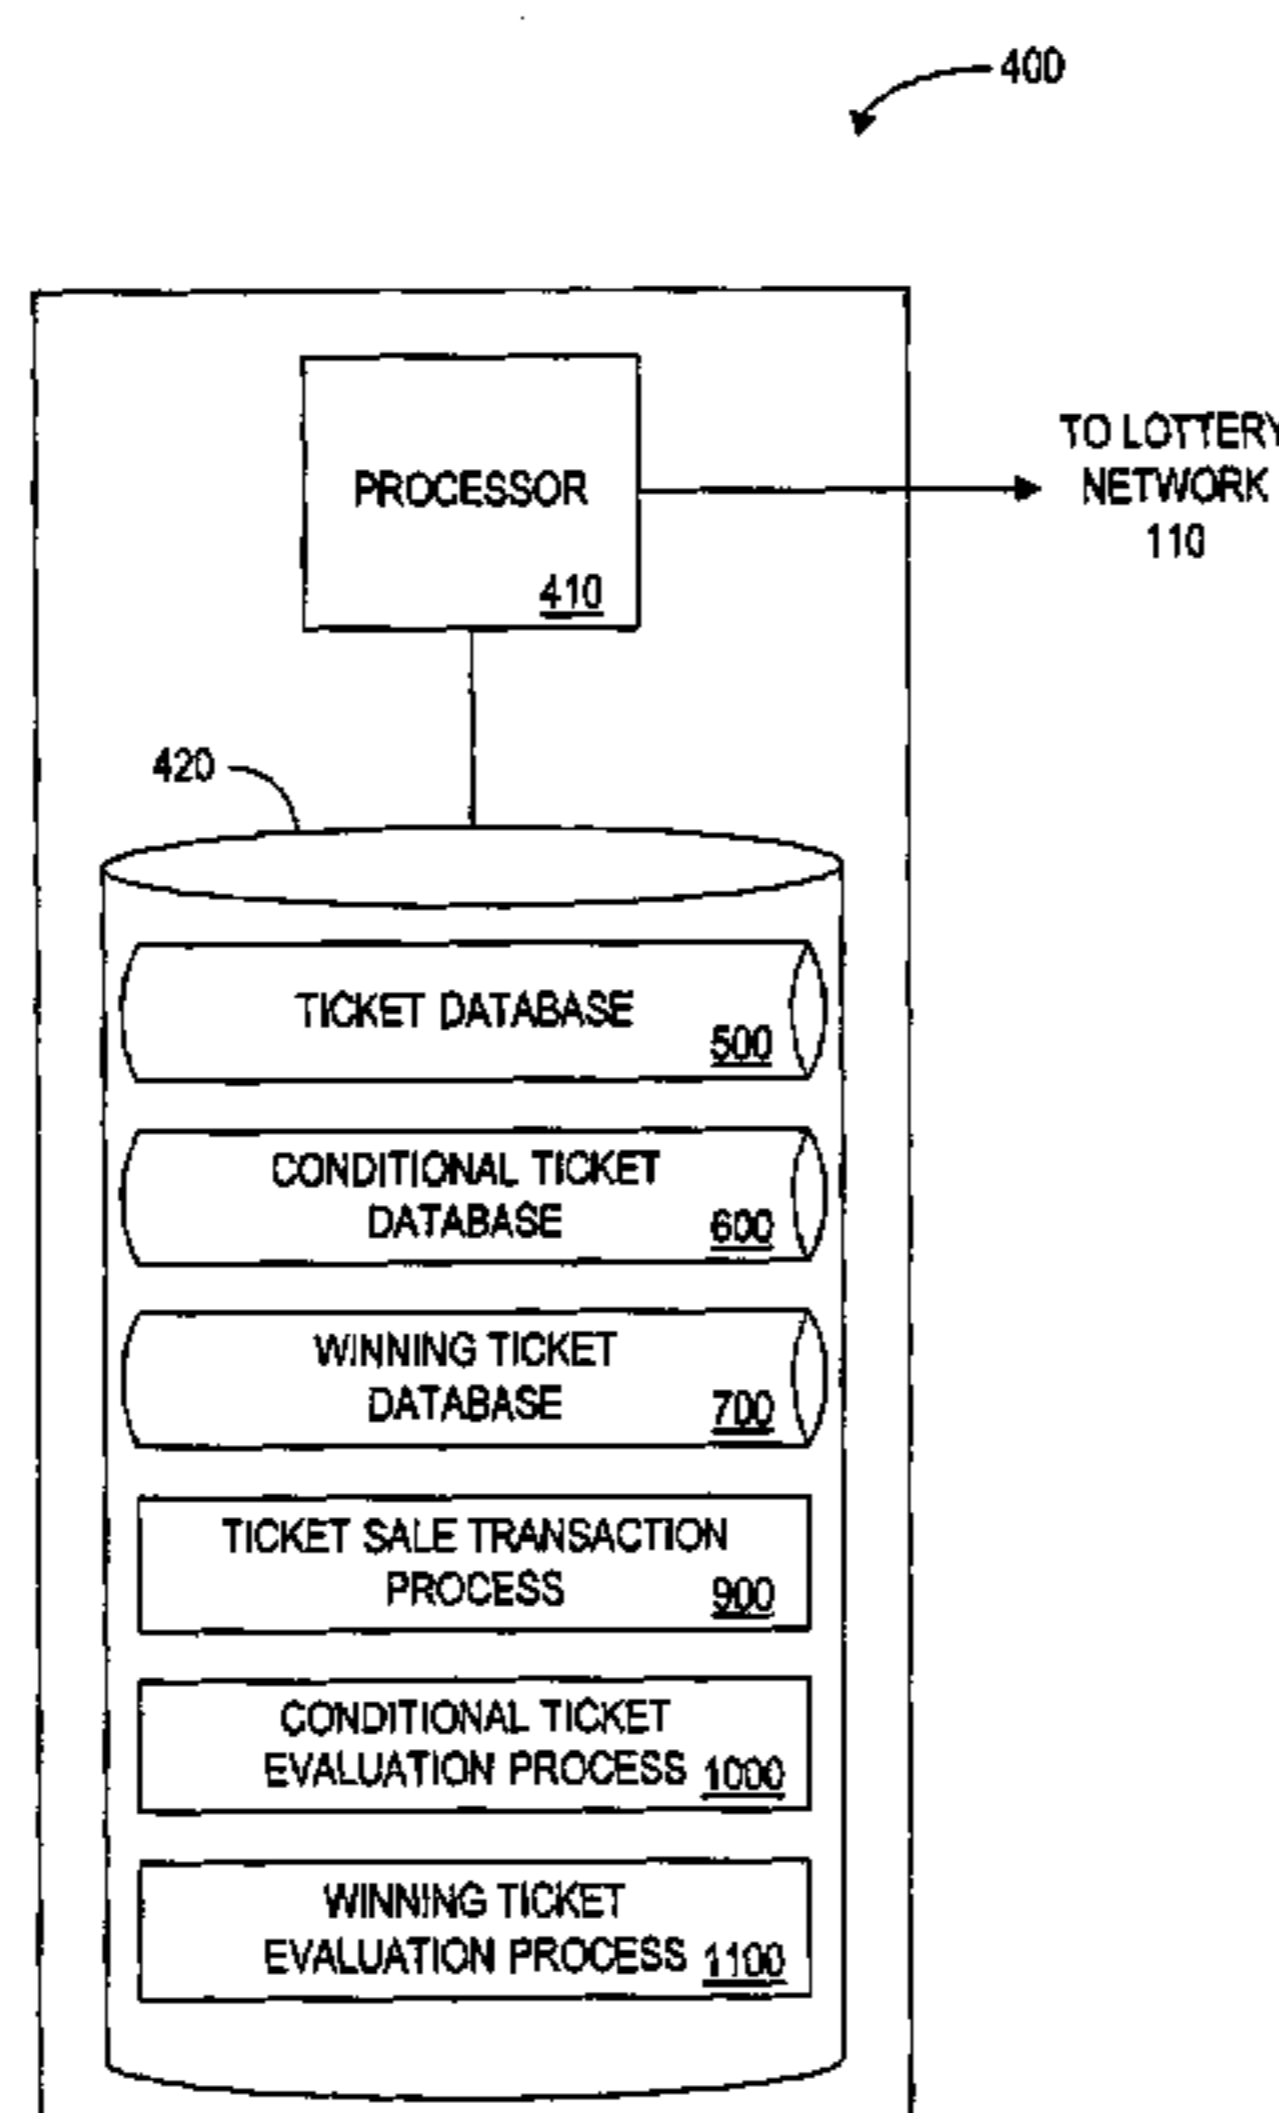 400
PROCESSOR
410
TO LOTTERY
NETWORK
110
420
TICKET DATABASE
500
CONDITIONAL TICKET
DATABASE
600
WINNING TICKET
DATABASE
700
TICKET SALE TRANSACTION
PROCESS
900
CONDITIONAL TICKET
EVALUATION PROCESS 1000
WINNING TICKET
EVALUATION PROCESS 1100